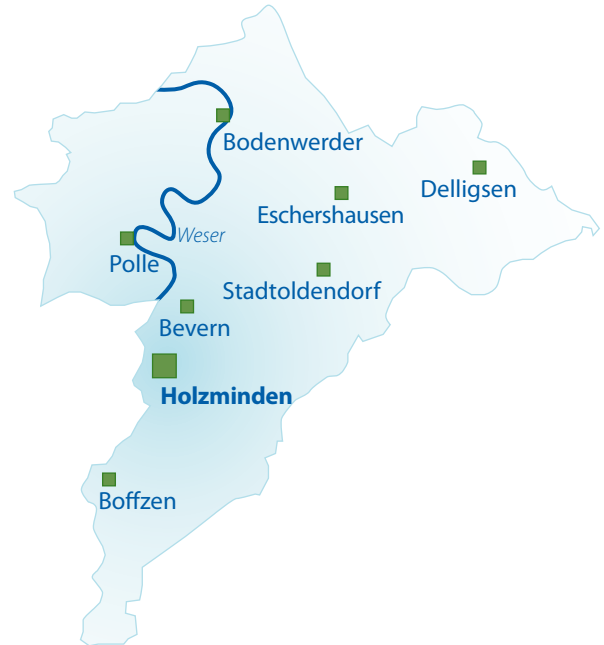 Bodenwerder
Delligsen
Eschershausen
Weser
Polle
Stadtoldendorf
Bevern
Holzminden
Boffzen